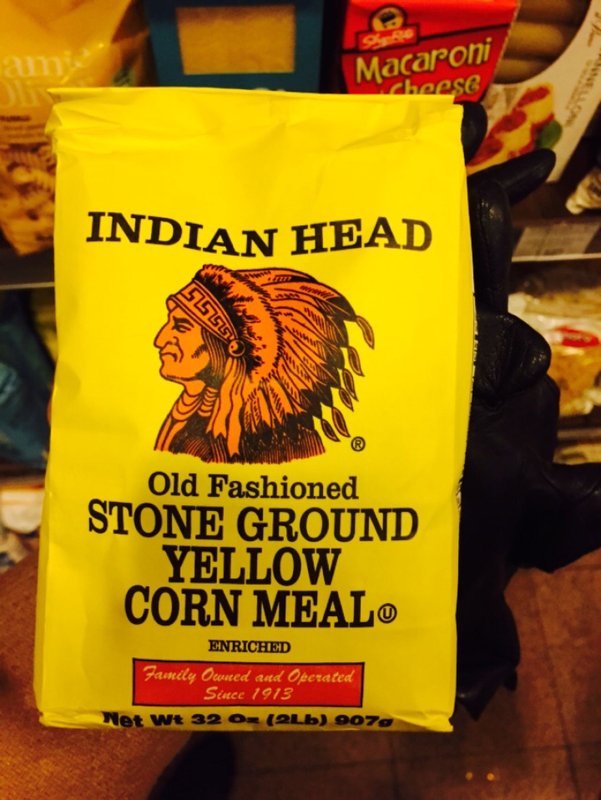 ShopRite
Macaroni
Cheese
INDIAN HEAD
®
Old Fashioned
STONE GROUND
YELLOW
CORN MEAL Ⓤ
ENRICHED
Family Owned and Operated
Since 1913
Net Wt 32 Oz (2Lb) 907g